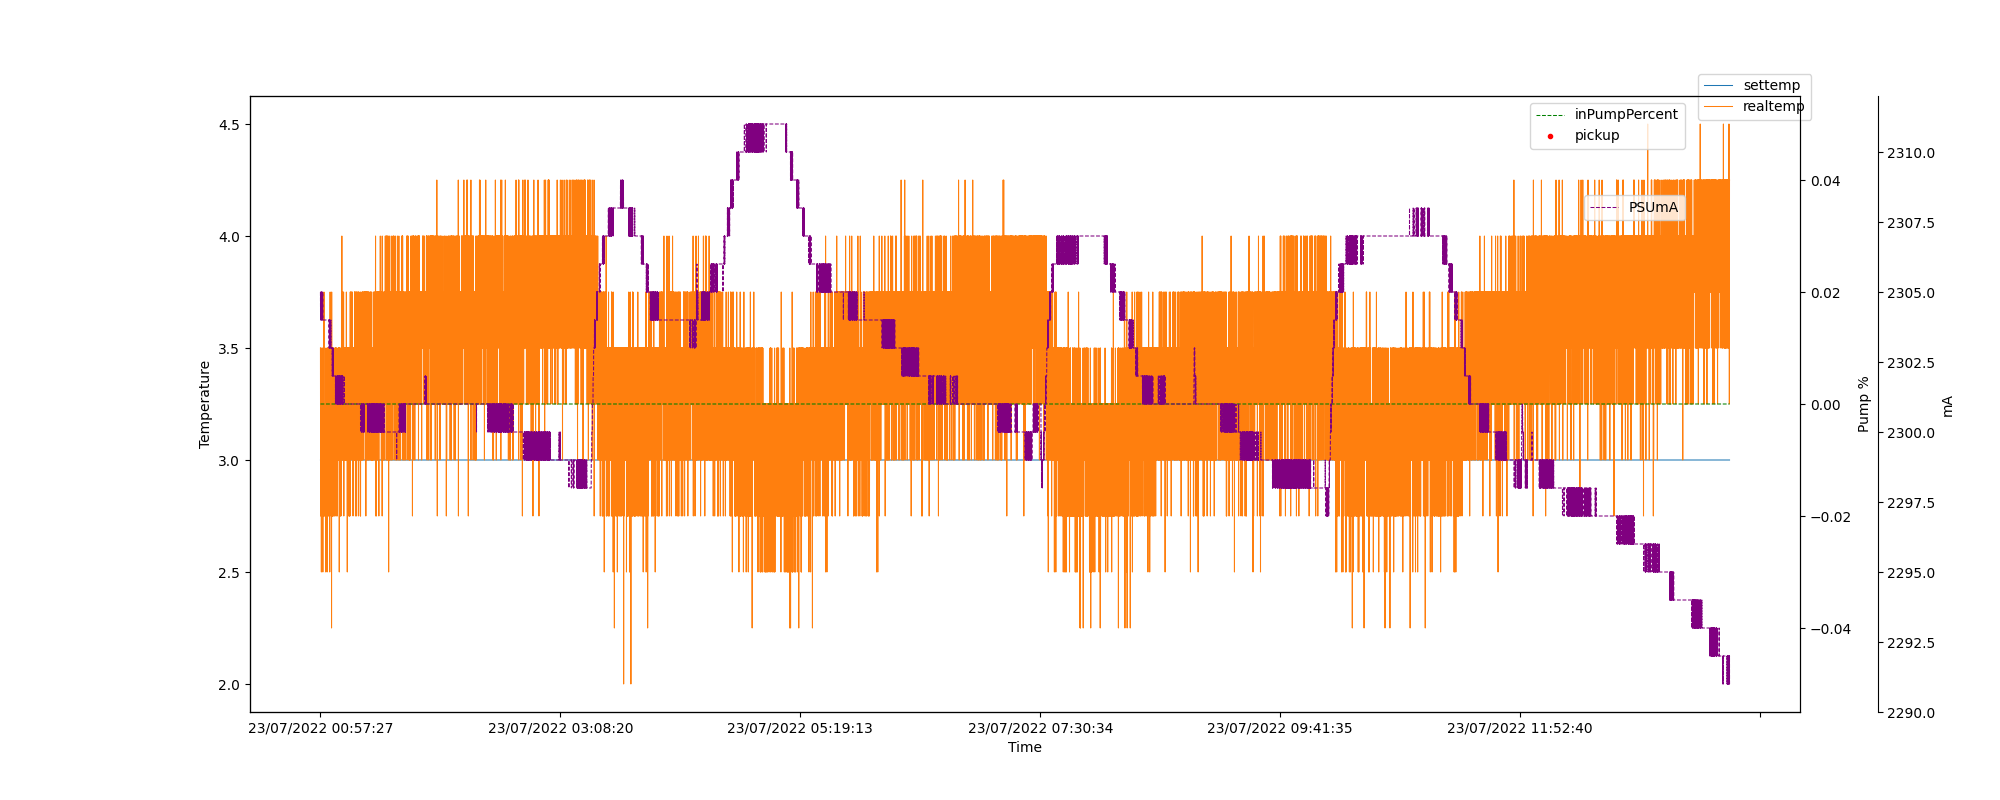 settemp
realtemp
inPumpPercent
pickup
PSUmA
Temperature
4.5
4.0
3.5
3.0
2.5
2.0
0.04
0.02
0.00
−0.02
−0.04
Pump %
2310.0
2307.5
2305.0
2302.5
2300.0
2297.5
2295.0
2292.5
2290.0
mA
23/07/2022 00:57:27
23/07/2022 03:08:20
23/07/2022 05:19:13
23/07/2022 07:30:34
23/07/2022 09:41:35
23/07/2022 11:52:40
Time